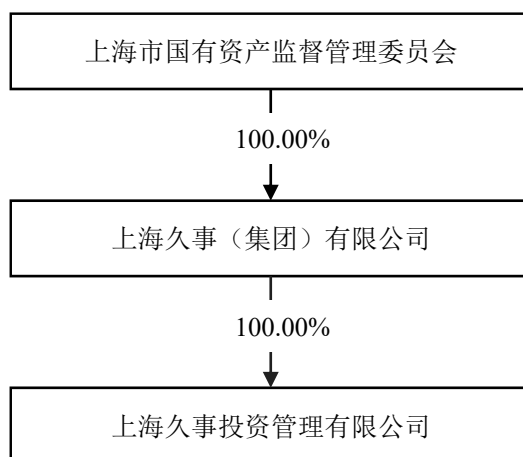 上海市国有资产监督管理委员会
100.00%
上海久事（集团）有限公司
100.00%
上海久事投资管理有限公司